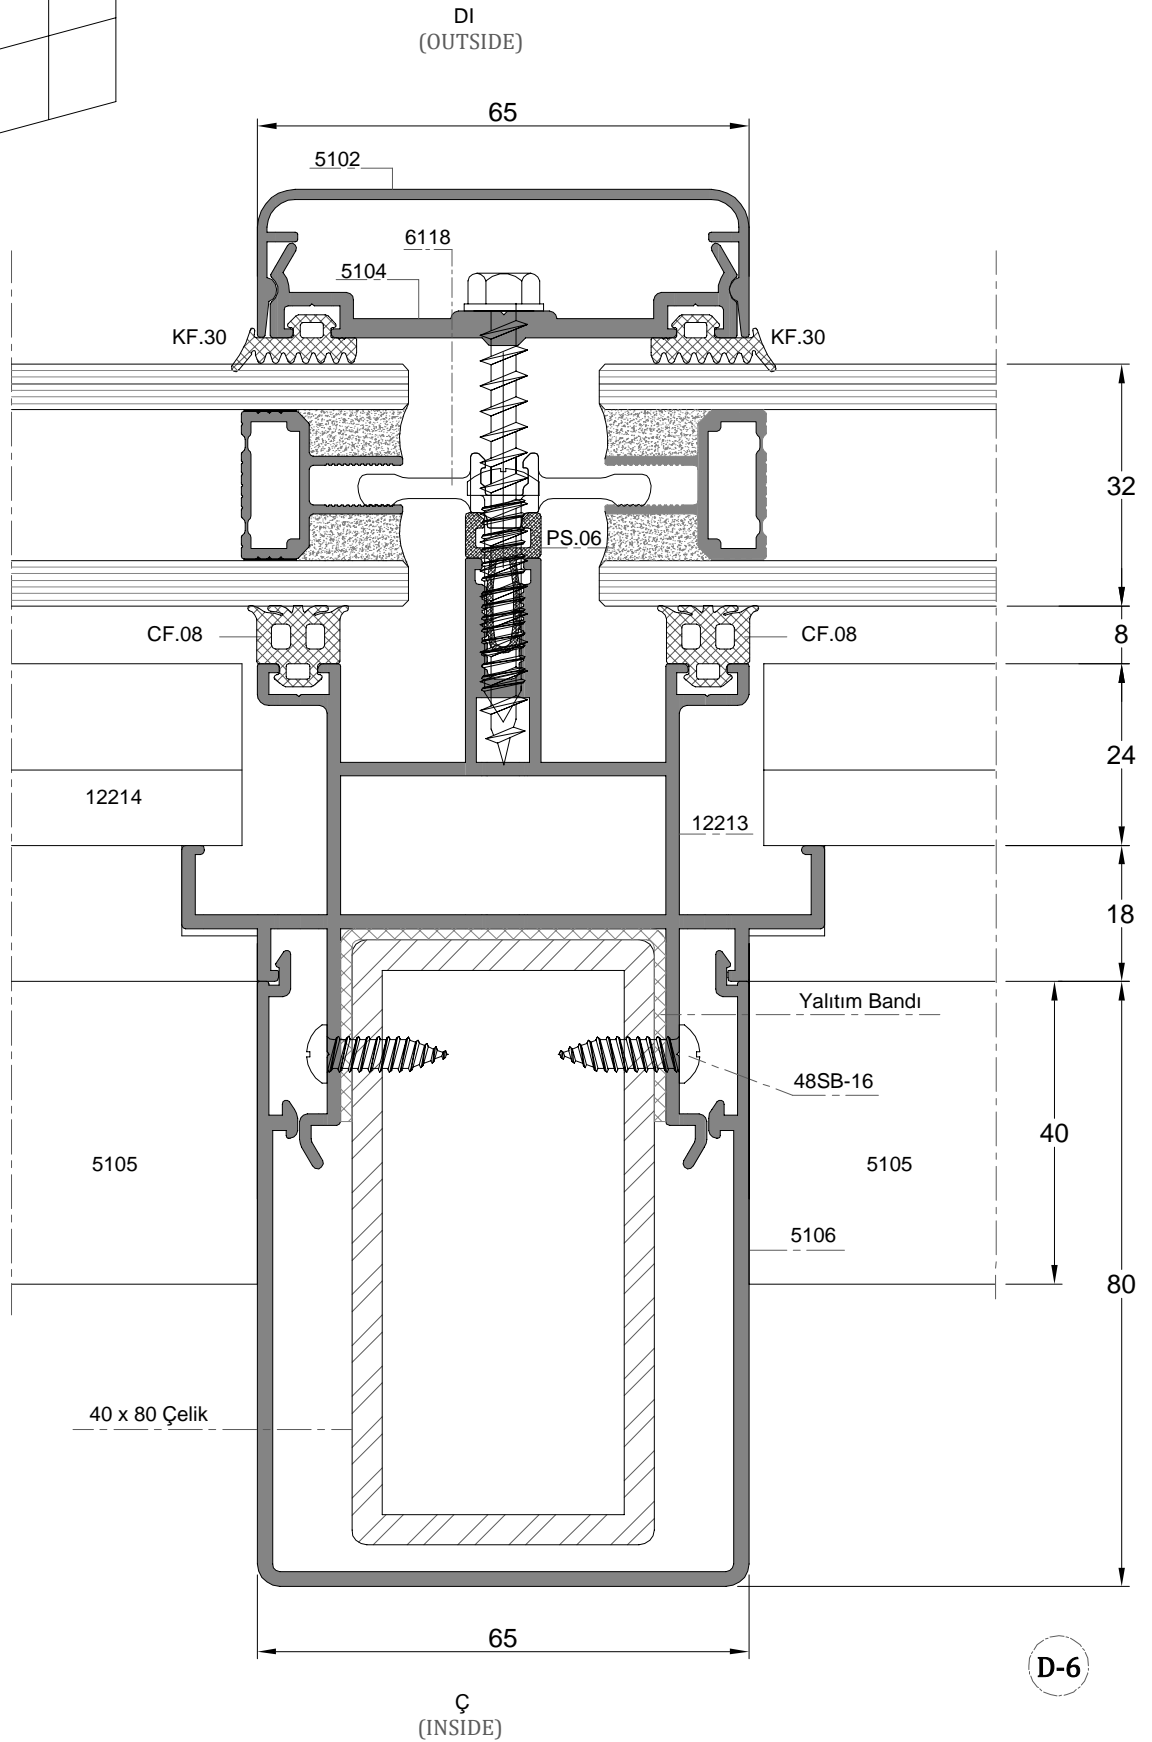 DI
(OUTSIDE)
65
5102
6118
5104
KF.30
KF.30
32
PS.06
CF.08
CF.08
8
24
12214
12213
18
Yalıtım Bandı
48SB-16
40
5105
5105
5106
80
40 x 80 Çelik
65
D-6
Ç
(INSIDE)